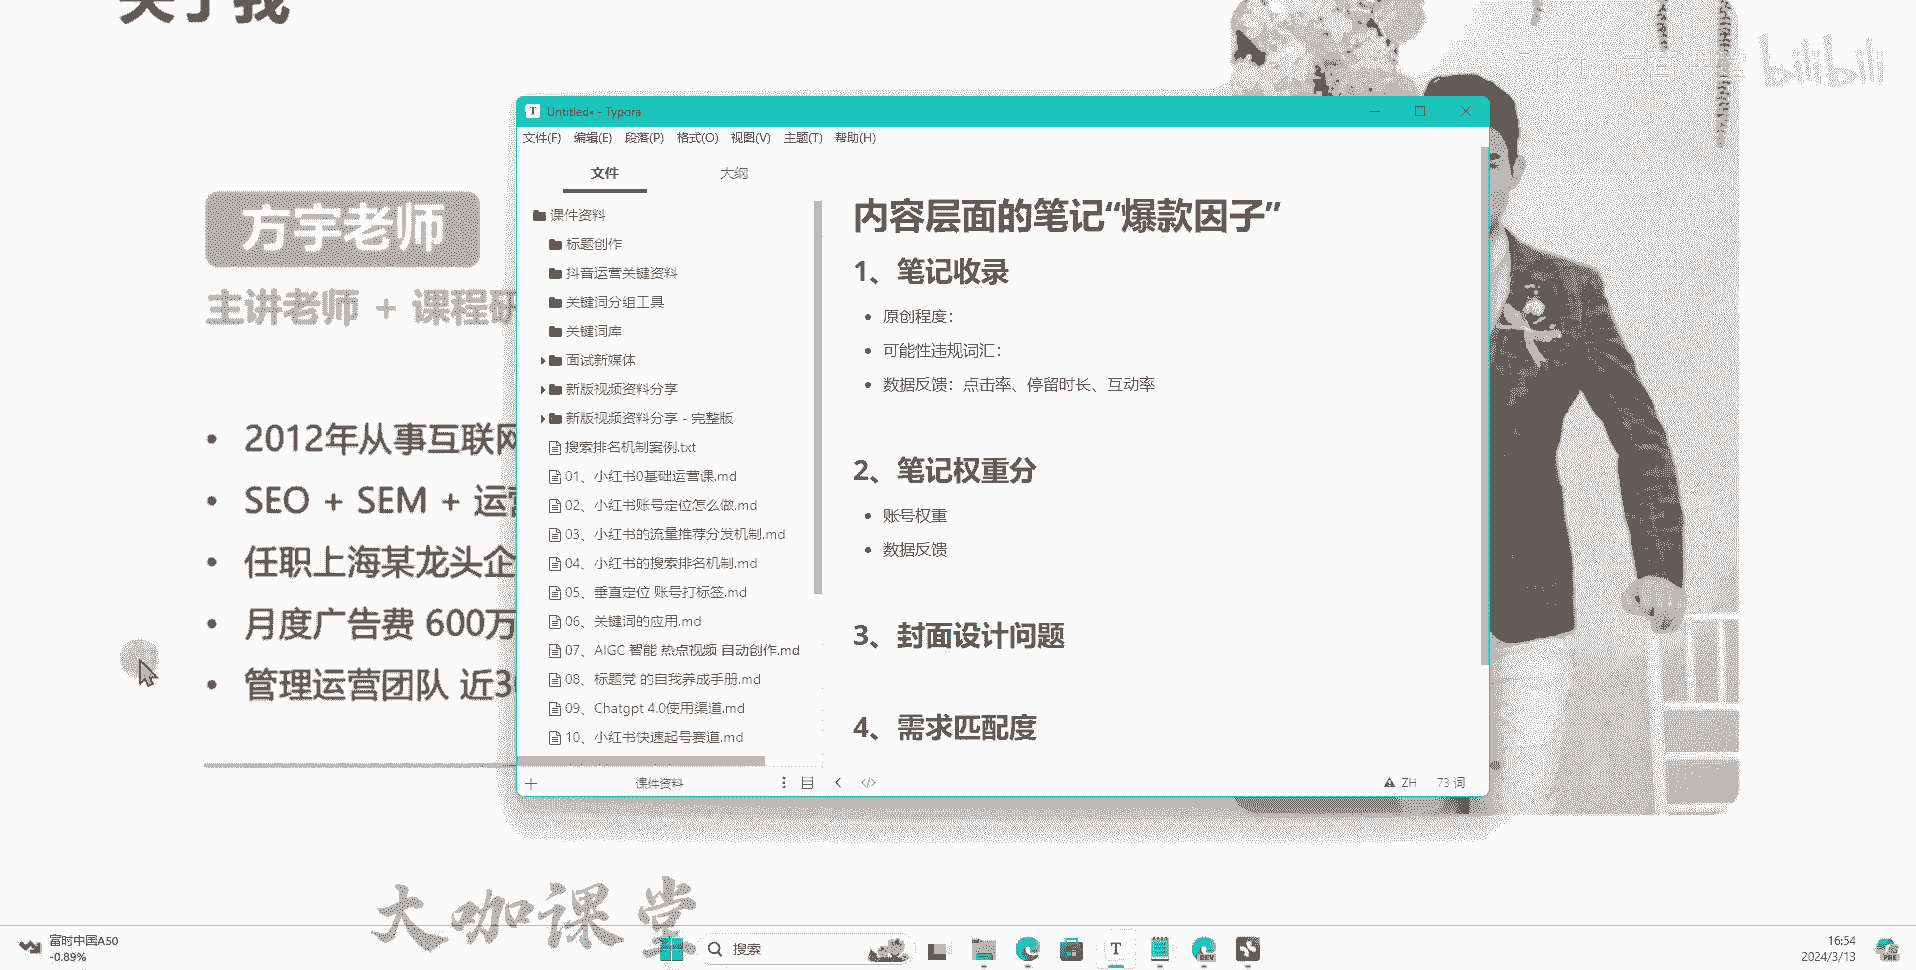 关于我
bilibili
方宇老师
主讲老师 + 课程研
2012年从事互联网
SEO + SEM + 运营
任职上海某龙头企
月度广告费 600万
管理运营团队 近3
Untitled• - Typora
文件(F) 编辑(E) 段落(P) 格式(O) 视图(V) 主题(T) 帮助(H)
文件 大纲
课件资料
标题创作
抖音运营关键资料
关键词分组工具
关键词库
面试新媒体
新版视频资料分享
新版视频资料分享 - 完整版
搜索排名机制案例.txt
01、小红书0基础运营课.md
02、小红书账号定位怎么做.md
03、小红书的流量推荐分发机制.md
04、小红书的搜索排名机制.md
05、垂直定位 账号打标签.md
06、关键词的应用.md
07、AIGC 智能 热点视频 自动创作.md
08、标题党 的自我养成手册.md
09、Chatgpt 4.0使用渠道.md
10、小红书快速起号赛道.md
课件资料
内容层面的笔记“爆款因子”
1、笔记收录
原创程度：
可能性违规词汇：
数据反馈：点击率、停留时长、互动率
2、笔记权重分
账号权重
数据反馈
3、封面设计问题
4、需求匹配度
ZH 73 词
大咖课堂
富时中国A50
-0.89%
搜索
T
DEV
16:54
2024/3/13
PRE